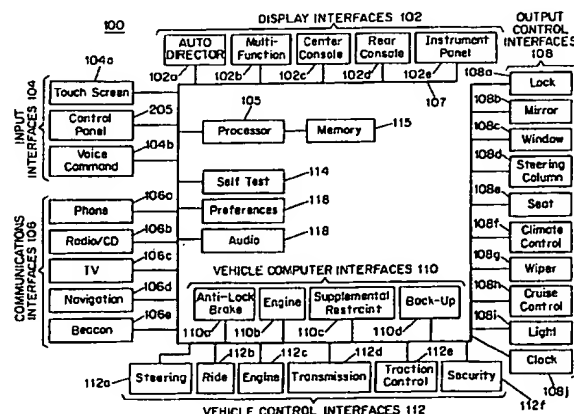 100
DISPLAY INTERFACES 102
OUTPUT CONTROL INTERFACES 108
AUTO DIRECTOR
Multi-Function
Center Console
Rear Console
Instrument Panel
102a
102b
102c
102d
102e
107
INPUT INTERFACES 104
104a
Touch Screen
205
Control Panel
104b
Voice Command
105
Processor
Memory
115
114
Self Test
118
Preferences
118
Audio
COMMUNICATIONS INTERFACES 106
Phone
106a
Radio/CD
106b
TV
106c
Navigation
106d
Beacon
106e
VEHICLE COMPUTER INTERFACES 110
Anti-Lock Brake
Engine
Supplemental Restraint
Back-Up
110a
110b
110c
110d
112a
112b
112c
112d
112e
112f
Steering
Ride
Engine
Transmission
Traction Control
Security
VEHICLE CONTROL INTERFACES 112
108a
Lock
108b
Mirror
108c
Window
108d
Steering Column
108e
Seat
108f
Climate Control
108g
Wiper
108h
Cruise Control
108i
Light
Clock
108j